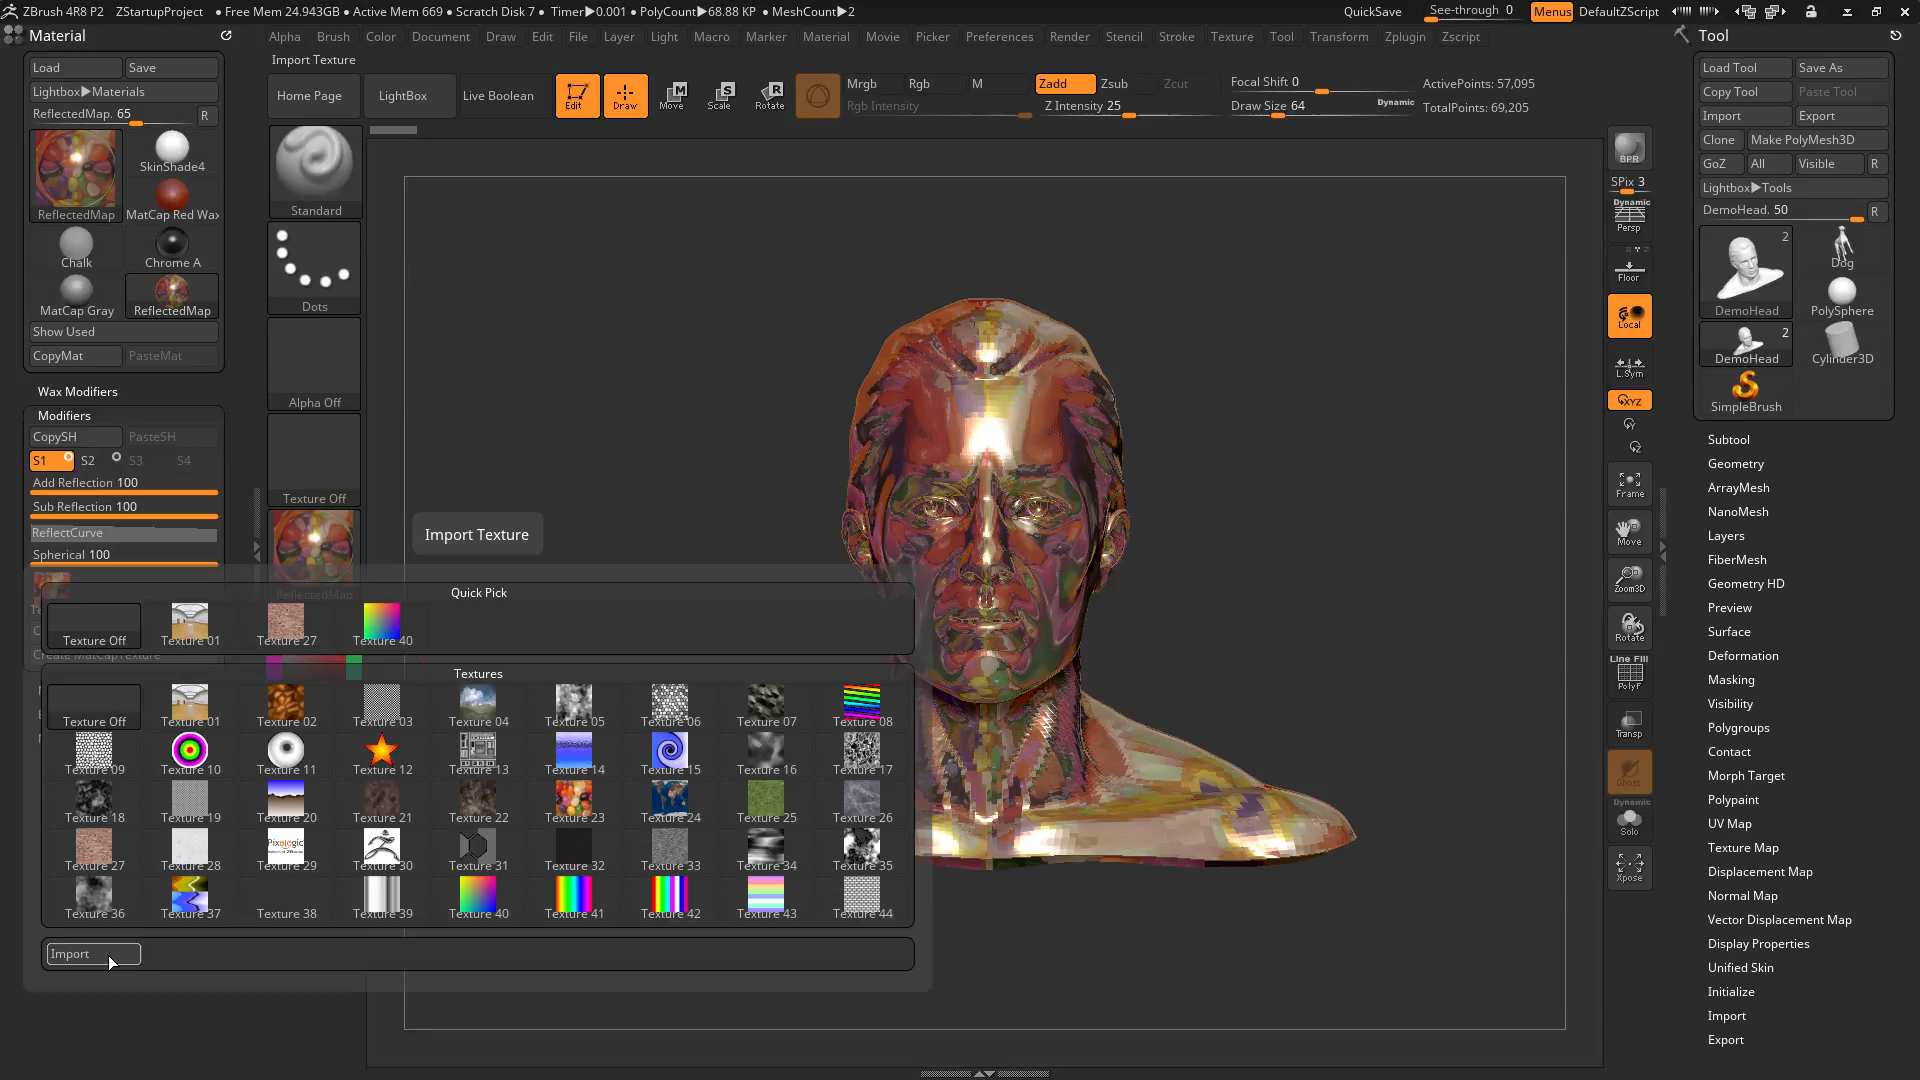 ZBrush 4R8 P2 ZStartupProject • Free Mem 24.943GB • Active Mem 669 • Scratch Disk 7 • Timer▶0.001 • PolyCount▶68.88 KP • MeshCount▶2 QuickSave See-through 0 Menus DefaultZScript
Material
Alpha Brush Color Document Draw Edit File Layer Light Macro Marker Material Movie Picker Preferences Render Stencil Stroke Texture Tool Transform Zplugin Zscript
Tool
Import Texture
Load Save
Lightbox▶Materials
ReflectedMap. 65 R
ReflectedMap
SkinShade4
MatCap Red Wax
Chalk
Chrome A
MatCap Gray
ReflectedMap
Show Used
CopyMat PasteMat
Wax Modifiers
Modifiers
CopySH PasteSH
S1 S2 S3 S4
Add Reflection 100
Sub Reflection 100
ReflectCurve
Spherical 100
Home Page LightBox Live Boolean
Edit Draw Move Scale Rotate
M S R
Mrgb Rgb M
Rgb Intensity
Zadd Zsub Zcut
Z Intensity 25
Focal Shift 0
Draw Size 64 Dynamic
ActivePoints: 57,095
TotalPoints: 69,205
Standard
Dots
Alpha Off
Texture Off
ReflectedMap
Import Texture
Create MatCapTexture
Quick Pick
Texture Off Texture 01 Texture 27 Texture 40
Textures
Texture Off Texture 01 Texture 02 Texture 03 Texture 04 Texture 05 Texture 06 Texture 07 Texture 08
Texture 09 Texture 10 Texture 11 Texture 12 Texture 13 Texture 14 Texture 15 Texture 16 Texture 17
Texture 18 Texture 19 Texture 20 Texture 21 Texture 22 Texture 23 Texture 24 Texture 25 Texture 26
Pixologic
Texture 27 Texture 28 Texture 29 Texture 30 Texture 31 Texture 32 Texture 33 Texture 34 Texture 35
Texture 36 Texture 37 Texture 38 Texture 39 Texture 40 Texture 41 Texture 42 Texture 43 Texture 44
Import
BPR
SPix 3
Dynamic
Persp
Floor
Local
L.Sym
XYZ
Y
Z
Frame
Move
Zoom3D
Rotate
Line Fill
PolyF
Transp
Ghost
Dynamic
Solo
Xpose
Load Tool Save As
Copy Tool Paste Tool
Import Export
Clone Make PolyMesh3D
GoZ All Visible R
Lightbox▶Tools
DemoHead. 50 R
2
DemoHead
Dog
PolySphere
2
DemoHead
Cylinder3D
SimpleBrush
Subtool
Geometry
ArrayMesh
NanoMesh
Layers
FiberMesh
Geometry HD
Preview
Surface
Deformation
Masking
Visibility
Polygroups
Contact
Morph Target
Polypaint
UV Map
Texture Map
Displacement Map
Normal Map
Vector Displacement Map
Display Properties
Unified Skin
Initialize
Import
Export